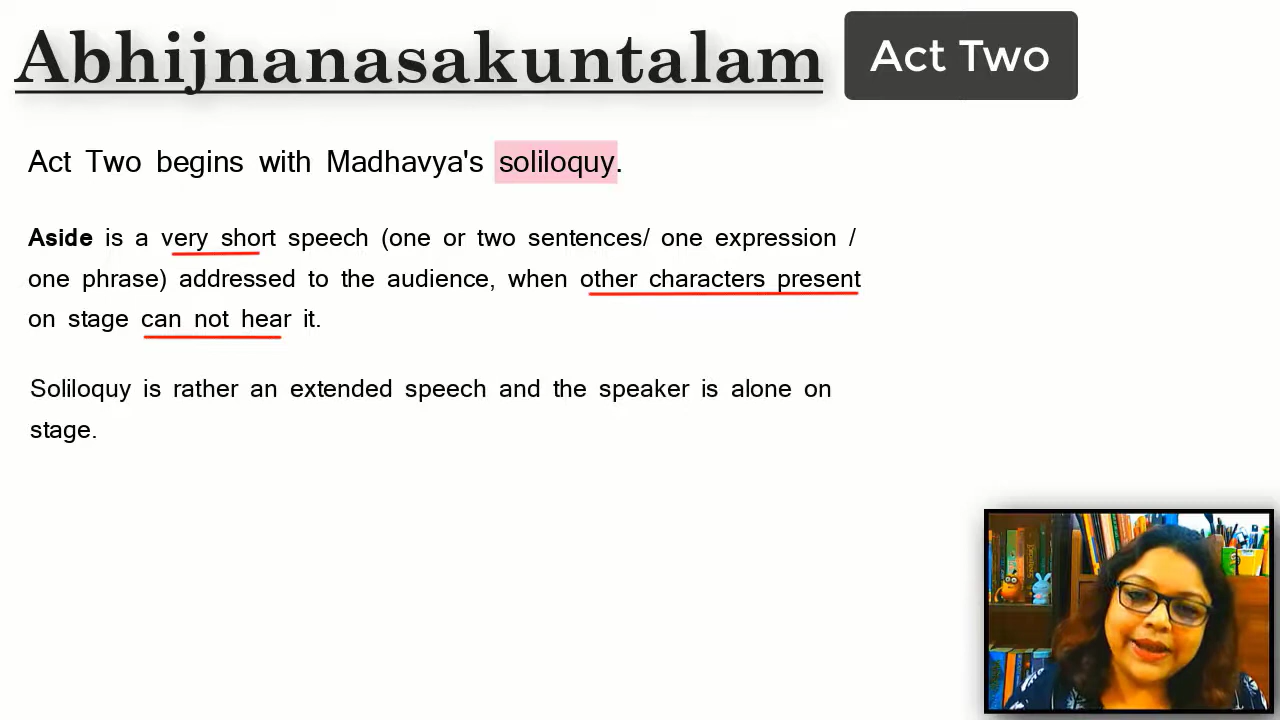 Abhijnanasakuntalam
Act Two
Act Two begins with Madhavya's soliloquy.
Aside is a very short speech (one or two sentences/ one expression /
one phrase) addressed to the audience, when other characters present
on stage can not hear it.
Soliloquy is rather an extended speech and the speaker is alone on
stage.